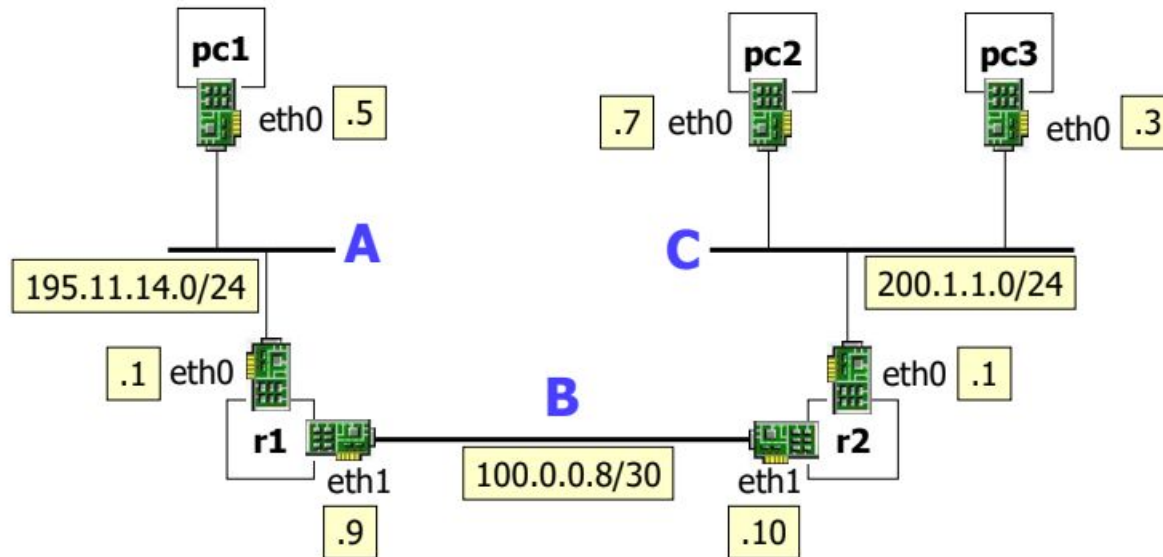 pc1
pc2
pc3
eth0 .5
.7 eth0
eth0 .3
A
C
195.11.14.0/24
200.1.1.0/24
.1 eth0
eth0 .1
B
r1
r2
eth1
100.0.0.8/30
eth1
.9
.10